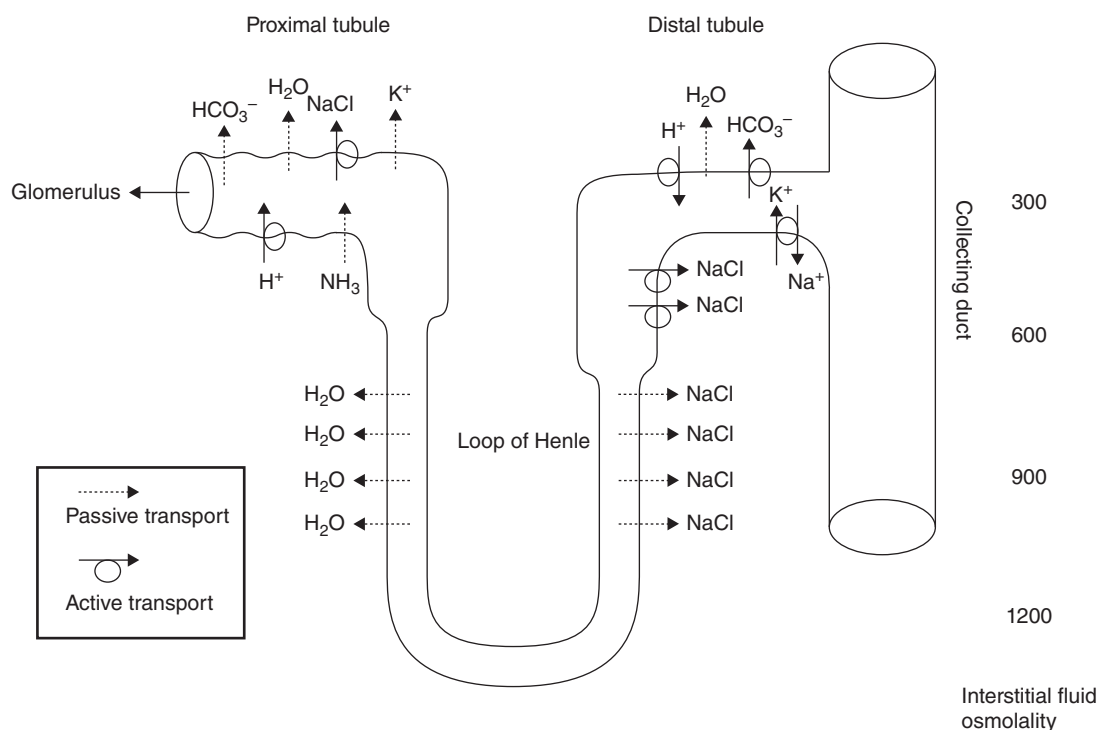 Proximal tubule
Distal tubule
HCO₃⁻
H₂O
NaCl
K⁺
H₂O
H⁺
HCO₃⁻
Glomerulus
K⁺
300
H⁺
NH₃
NaCl
Na⁺
NaCl
Collecting duct
600
H₂O
NaCl
H₂O
Loop of Henle
NaCl
H₂O
NaCl
900
H₂O
NaCl
Passive transport
Active transport
1200
Interstitial fluid
osmolality